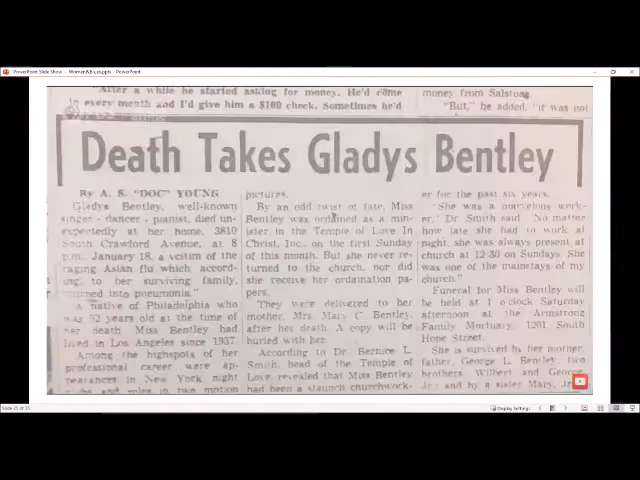 PowerPoint Slide Show - Women&Blues.pptx - PowerPoint
"After a while he started asking for money. He'd come
every month and I'd give him a $100 check. Sometimes he'd
money from Salstong.
"But," he added, "it was not
Death Takes Gladys Bentley
By A. S. "DOC" YOUNG
Gladys Bentley, well-known
singer - dancer - pianist, died un-
expectedly at her home, 3810
South Crawford Avenue, at 8
p.m., January 18, a victim of the
raging Asian flu which accord-
ing to her surviving family,
"turned into pneumonia."
A native of Philadelphia who
was 52 years old at the time of
her death Miss Bentley had
lived in Los Angeles since 1937.
Among the highspots of her
professional career were ap-
pearances in New York night
clubs and roles in two motion
pictures.
By an odd twist of fate, Miss
Bentley was ordained as a min-
ister in the Temple of Love In
Christ, Inc., on the first Sunday
of this month. But she never re-
turned to the church, nor did
she receive her ordination pa-
pers.
They were delivered to her
mother, Mrs. Mary C. Bentley,
after her death. A copy will be
buried with her.
According to Dr. Bernice L.
Smith, head of the Temple of
Love revealed that Miss Bentley
had been a staunch churchwork-
er for the past six years.
"She was a marvelous work-
er," Dr Smith said "No matter
how late she had to work at
night, she was always present at
church at 12:30 on Sundays. She
was one of the mainstays of my
church."
Funeral for Miss Bentley will
be held at 1 o'clock Saturday
afternoon at the Armstrong
Family Mortuary, 1201 South
Hope Street.
She is survived by her mother,
father, George L. Bentley, two
brothers, Wilbert and George,
Jr; and by a sister Mary, Jr
Display Settings